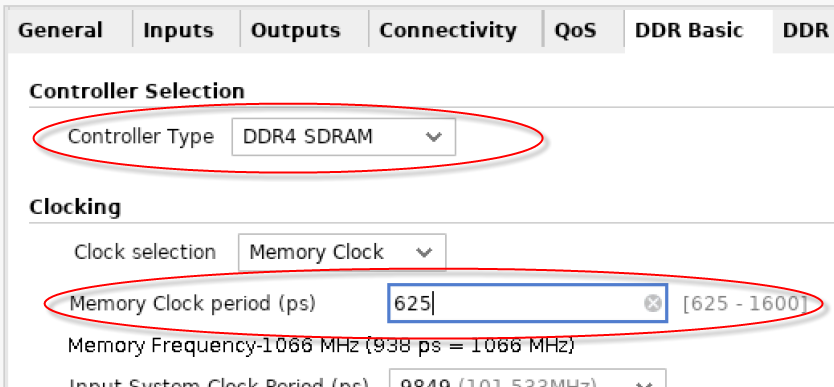 General Inputs Outputs Connectivity QoS DDR Basic DDR
Controller Selection
Controller Type DDR4 SDRAM
Clocking
Clock selection Memory Clock
Memory Clock period (ps) 625 [625 - 1600]
Memory Frequency-1066 MHz (938 ps = 1066 MHz)
Input System Clock Period (ps) 9849 (101.533MHz)